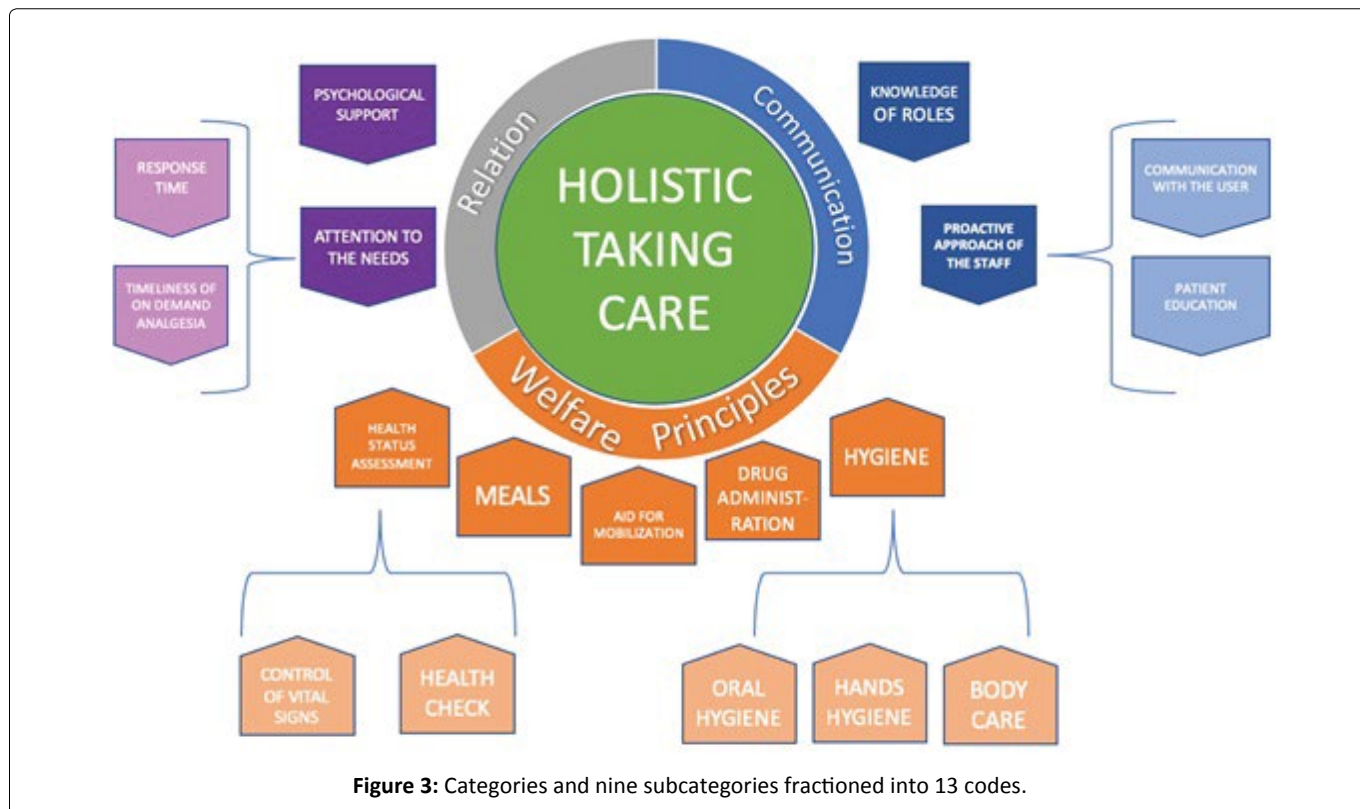 Relation
Communication
Welfare Principles
HOLISTIC
TAKING
CARE
PSYCHOLOGICAL
SUPPORT
RESPONSE
TIME
ATTENTION TO
THE NEEDS
TIMELINESS OF
ON DEMAND
ANALGESIA
KNOWLEDGE
OF ROLES
COMMUNICATION
WITH THE USER
PROACTIVE
APPROACH OF
THE STAFF
PATIENT
EDUCATION
HEALTH
STATUS
ASSESSMENT
MEALS
AID FOR
MOBILIZATION
DRUG
ADMINIST-
RATION
HYGIENE
CONTROL
OF VITAL
SIGNS
HEALTH
CHECK
ORAL
HYGIENE
HANDS
HYGIENE
BODY
CARE
Figure 3: Categories and nine subcategories fractioned into 13 codes.